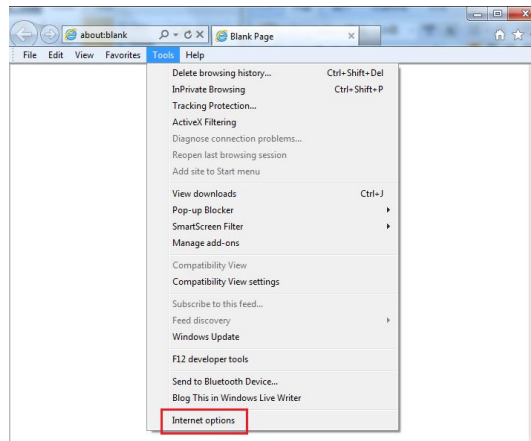 about:blank
Blank Page
File Edit View Favorites Tools Help
Delete browsing history... Ctrl+Shift+Del
InPrivate Browsing Ctrl+Shift+P
Tracking Protection...
ActiveX Filtering
Diagnose connection problems...
Reopen last browsing session
Add site to Start menu
View downloads Ctrl+J
Pop-up Blocker
SmartScreen Filter
Manage add-ons
Compatibility View
Compatibility View settings
Subscribe to this feed...
Feed discovery
Windows Update
F12 developer tools
Send to Bluetooth Device...
Blog This in Windows Live Writer
Internet options